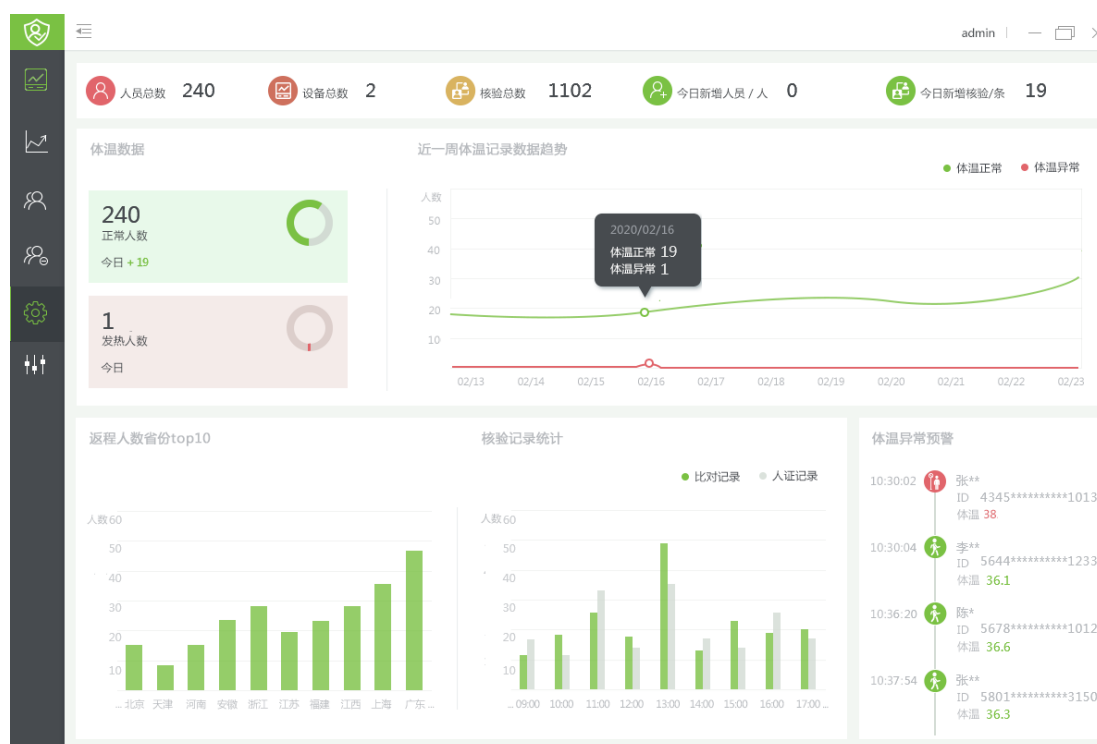 admin
人员总数 240
设备总数 2
核验总数 1102
今日新增人员 / 人 0
今日新增核验/条 19
体温数据
240
正常人数
今日 + 19
1
发热人数
今日
近一周体温记录数据趋势
体温正常 体温异常
人数
50
40
30
20
10
2020/02/16
体温正常 19
体温异常 1
02/13 02/14 02/15 02/16 02/17 02/18 02/19 02/20 02/21 02/22 02/23
返程人数省份top10
人数 60
50
40
30
20
10
... 北京 天津 河南 安徽 浙江 江苏 福建 江西 上海 广东 ...
核验记录统计
比对记录 人证记录
人数 60
50
40
30
20
10
... 09:00 10:00 11:00 12:00 13:00 14:00 15:00 16:00 17:00 ...
体温异常预警
10:30:02 张**
ID 4345**********1013
体温 38
10:30:04 李**
ID 5644**********1233
体温 36.1
10:36:20 陈*
ID 5678**********1012
体温 36.6
10:37:54 张**
ID 5801**********3150
体温 36.3